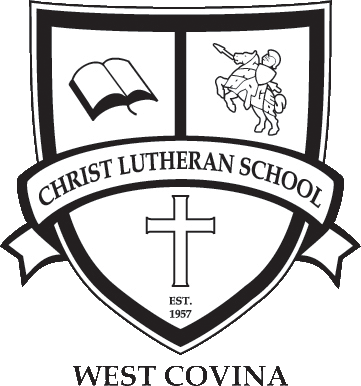 CHRIST LUTHERAN SCHOOL
EST.
1957
WEST COVINA